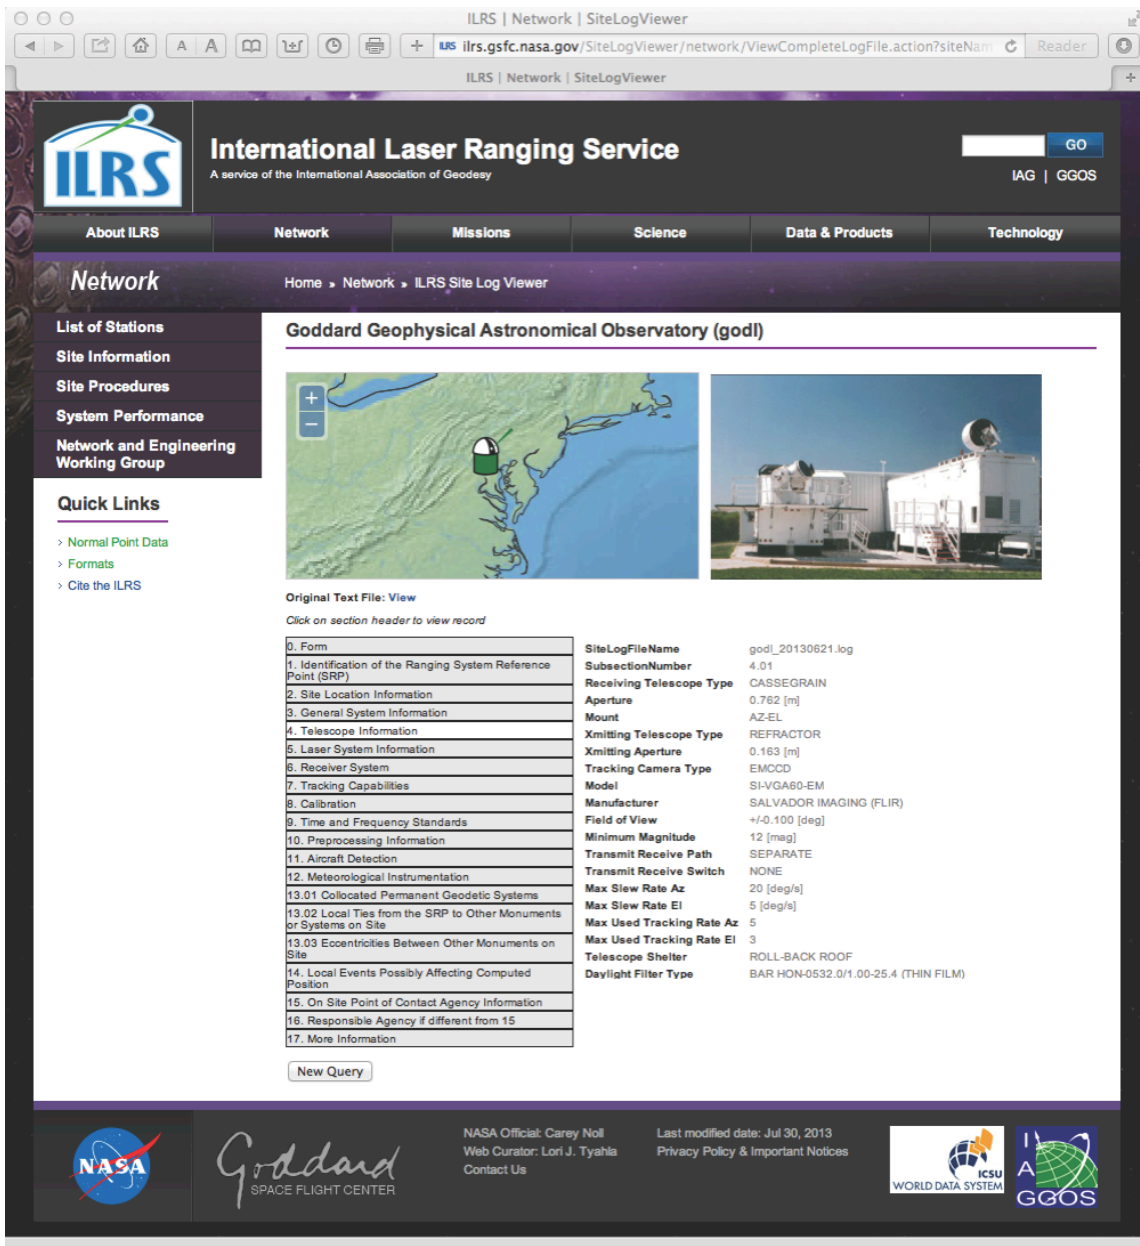 ILRS | Network | SiteLogViewer
A A
ILRS ilrs.gsfc.nasa.gov/SiteLogViewer/network/ViewCompleteLogFile.action?siteNam
Reader
ILRS | Network | SiteLogViewer
ILRS
International Laser Ranging Service
A service of the International Association of Geodesy
GO
IAG | GGOS
About ILRS
Network
Missions
Science
Data & Products
Technology
Network
Home » Network » ILRS Site Log Viewer
List of Stations
Site Information
Site Procedures
System Performance
Network and Engineering
Working Group
Quick Links
› Normal Point Data
› Formats
› Cite the ILRS
Goddard Geophysical Astronomical Observatory (godl)
+
–
Original Text File: View
Click on section header to view record
0. Form
1. Identification of the Ranging System Reference
Point (SRP)
2. Site Location Information
3. General System Information
4. Telescope Information
5. Laser System Information
6. Receiver System
7. Tracking Capabilities
8. Calibration
9. Time and Frequency Standards
10. Preprocessing Information
11. Aircraft Detection
12. Meteorological Instrumentation
13.01 Collocated Permanent Geodetic Systems
13.02 Local Ties from the SRP to Other Monuments
or Systems on Site
13.03 Eccentricities Between Other Monuments on
Site
14. Local Events Possibly Affecting Computed
Position
15. On Site Point of Contact Agency Information
16. Responsible Agency if different from 15
17. More Information
SiteLogFileName godl_20130621.log
SubsectionNumber 4.01
Receiving Telescope Type CASSEGRAIN
Aperture 0.762 [m]
Mount AZ-EL
Xmitting Telescope Type REFRACTOR
Xmitting Aperture 0.163 [m]
Tracking Camera Type EMCCD
Model SI-VGA60-EM
Manufacturer SALVADOR IMAGING (FLIR)
Field of View +/-0.100 [deg]
Minimum Magnitude 12 [mag]
Transmit Receive Path SEPARATE
Transmit Receive Switch NONE
Max Slew Rate Az 20 [deg/s]
Max Slew Rate El 5 [deg/s]
Max Used Tracking Rate Az 5
Max Used Tracking Rate El 3
Telescope Shelter ROLL-BACK ROOF
Daylight Filter Type BAR HON-0532.0/1.00-25.4 (THIN FILM)
New Query
NASA
Goddard
SPACE FLIGHT CENTER
NASA Official: Carey Noll
Web Curator: Lori J. Tyahla
Contact Us
Last modified date: Jul 30, 2013
Privacy Policy & Important Notices
ICSU
WORLD DATA SYSTEM
I
A
GGOS